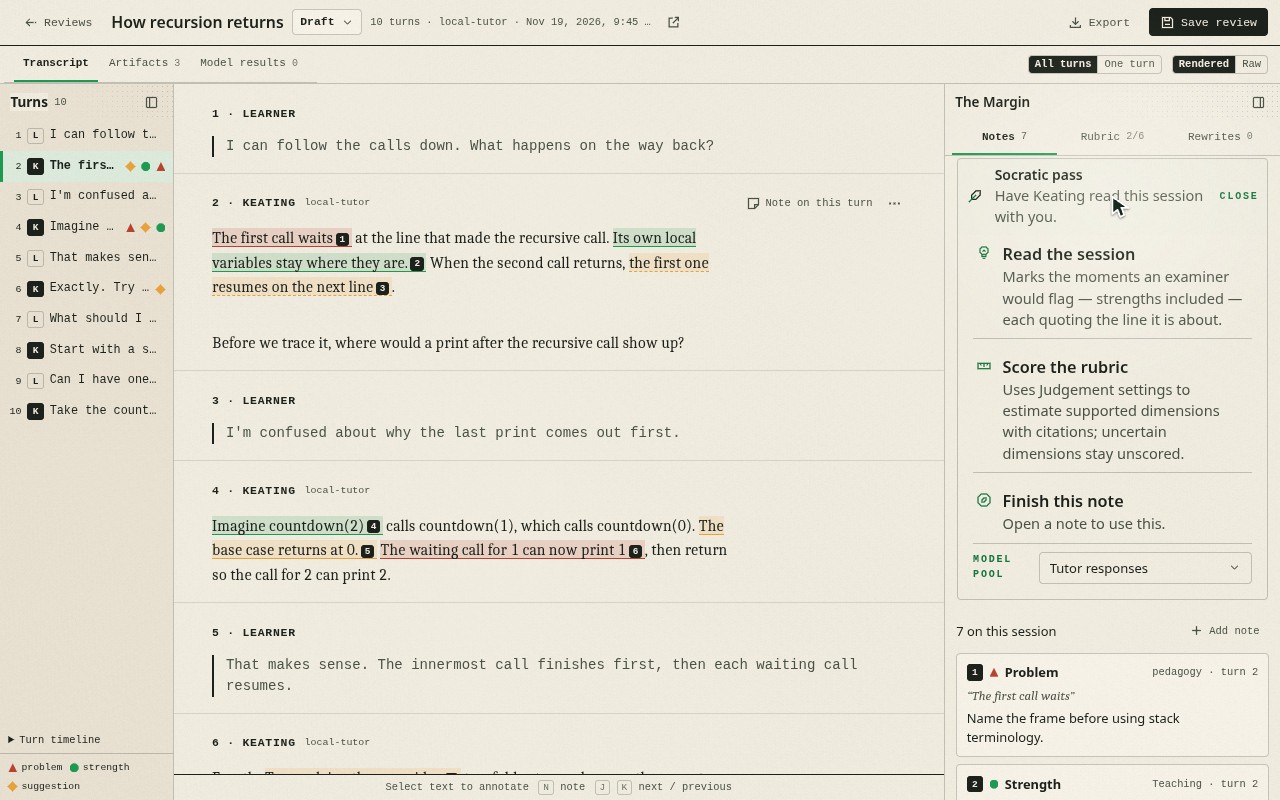 Reviews
How recursion returns
Draft
10 turns · local-tutor · Nov 19, 2026, 9:45 …
Export
Save review
Transcript
Artifacts 3
Model results 0
All turns
One turn
Rendered
Raw
Turns 10
1 L I can follow t…
2 K The firs…
3 L I'm confused a…
4 K Imagine …
5 L That makes sen…
6 K Exactly. Try …
7 L What should I …
8 K Start with a s…
9 L Can I have one…
10 K Take the count…
Turn timeline
problem strength
suggestion
1 · LEARNER
I can follow the calls down. What happens on the way back?
2 · KEATING local-tutor
Note on this turn
The first call waits 1 at the line that made the recursive call. Its own local
variables stay where they are. 2 When the second call returns, the first one
resumes on the next line 3 .
Before we trace it, where would a print after the recursive call show up?
3 · LEARNER
I'm confused about why the last print comes out first.
4 · KEATING local-tutor
Imagine countdown(2) 4 calls countdown(1), which calls countdown(0). The
base case returns at 0. 5 The waiting call for 1 can now print 1 6 , then return
so the call for 2 can print 2.
5 · LEARNER
That makes sense. The innermost call finishes first, then each waiting call
resumes.
6 · KEATING local-tutor
Select text to annotate N note J K next / previous
The Margin
Notes 7
Rubric 2/6
Rewrites 0
Socratic pass
Have Keating read this session
with you.
CLOSE
Read the session
Marks the moments an examiner
would flag — strengths included —
each quoting the line it is about.
Score the rubric
Uses Judgement settings to
estimate supported dimensions
with citations; uncertain
dimensions stay unscored.
Finish this note
Open a note to use this.
MODEL
POOL
Tutor responses
7 on this session
Add note
1 Problem pedagogy · turn 2
“The first call waits”
Name the frame before using stack
terminology.
2 Strength Teaching · turn 2